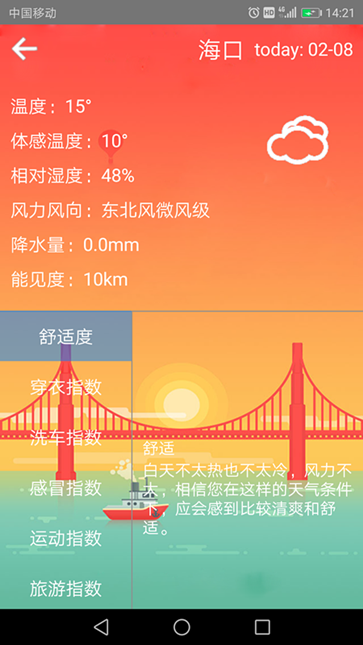 中国移动
HD 4G 14:21
海口 today: 02-08
温度：15°
体感温度：10°
相对湿度：48%
风力风向：东北风微风级
降水量：0.0mm
能见度：10km
舒适度
穿衣指数
洗车指数
感冒指数
运动指数
旅游指数
舒适
白天不太热也不太冷，风力不
大，相信您在这样的天气条件
下，应会感到比较清爽和舒
适。